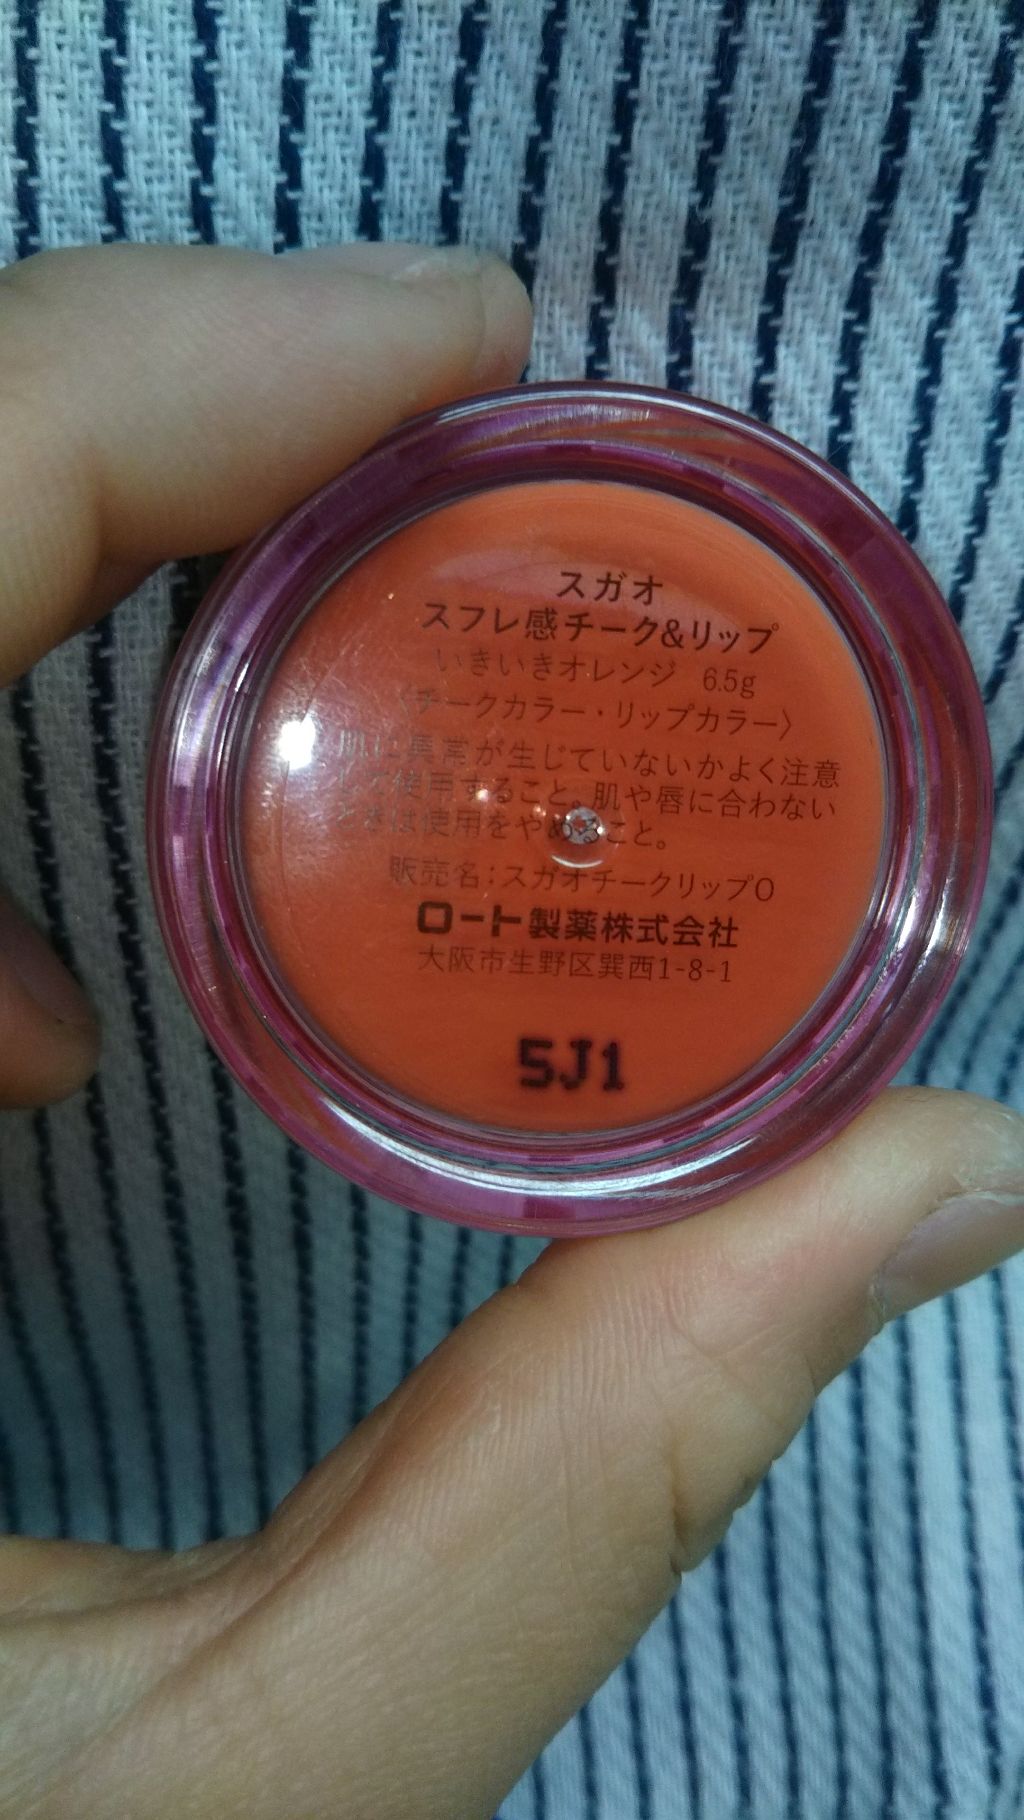 スガオ
スフレ感チーク&リップ
いきいきオレンジ 6.5g
〈チークカラー・リップカラー〉
肌に異常が生じていないかよく注意
して使用すること。肌や唇に合わない
ときは使用をやめること。
販売名:スガオチークリップO
ロート製薬株式会社
大阪市生野区巽西1-8-1
5J1